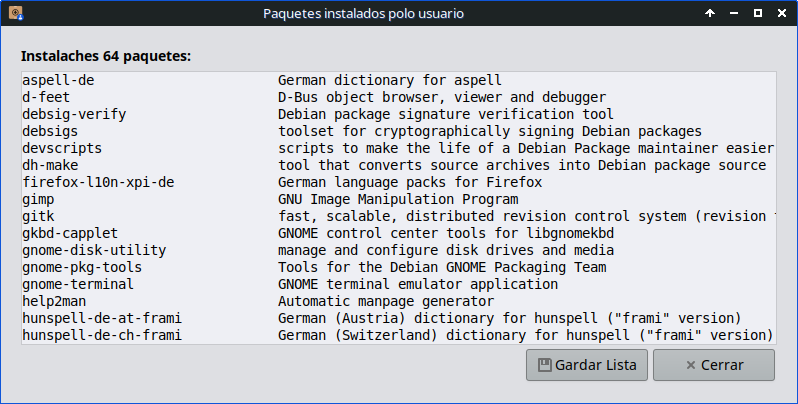 Paquetes instalados polo usuario
Instalaches 64 paquetes:
aspell-de German dictionary for aspell
d-feet D-Bus object browser, viewer and debugger
debsig-verify Debian package signature verification tool
debsigs toolset for cryptographically signing Debian packages
devscripts scripts to make the life of a Debian Package maintainer easier
dh-make tool that converts source archives into Debian package source
firefox-l10n-xpi-de German language packs for Firefox
gimp GNU Image Manipulation Program
gitk fast, scalable, distributed revision control system (revision
gkbd-capplet GNOME control center tools for libgnomekbd
gnome-disk-utility manage and configure disk drives and media
gnome-pkg-tools Tools for the Debian GNOME Packaging Team
gnome-terminal GNOME terminal emulator application
help2man Automatic manpage generator
hunspell-de-at-frami German (Austria) dictionary for hunspell ("frami" version)
hunspell-de-ch-frami German (Switzerland) dictionary for hunspell ("frami" version)
Gardar Lista Cerrar